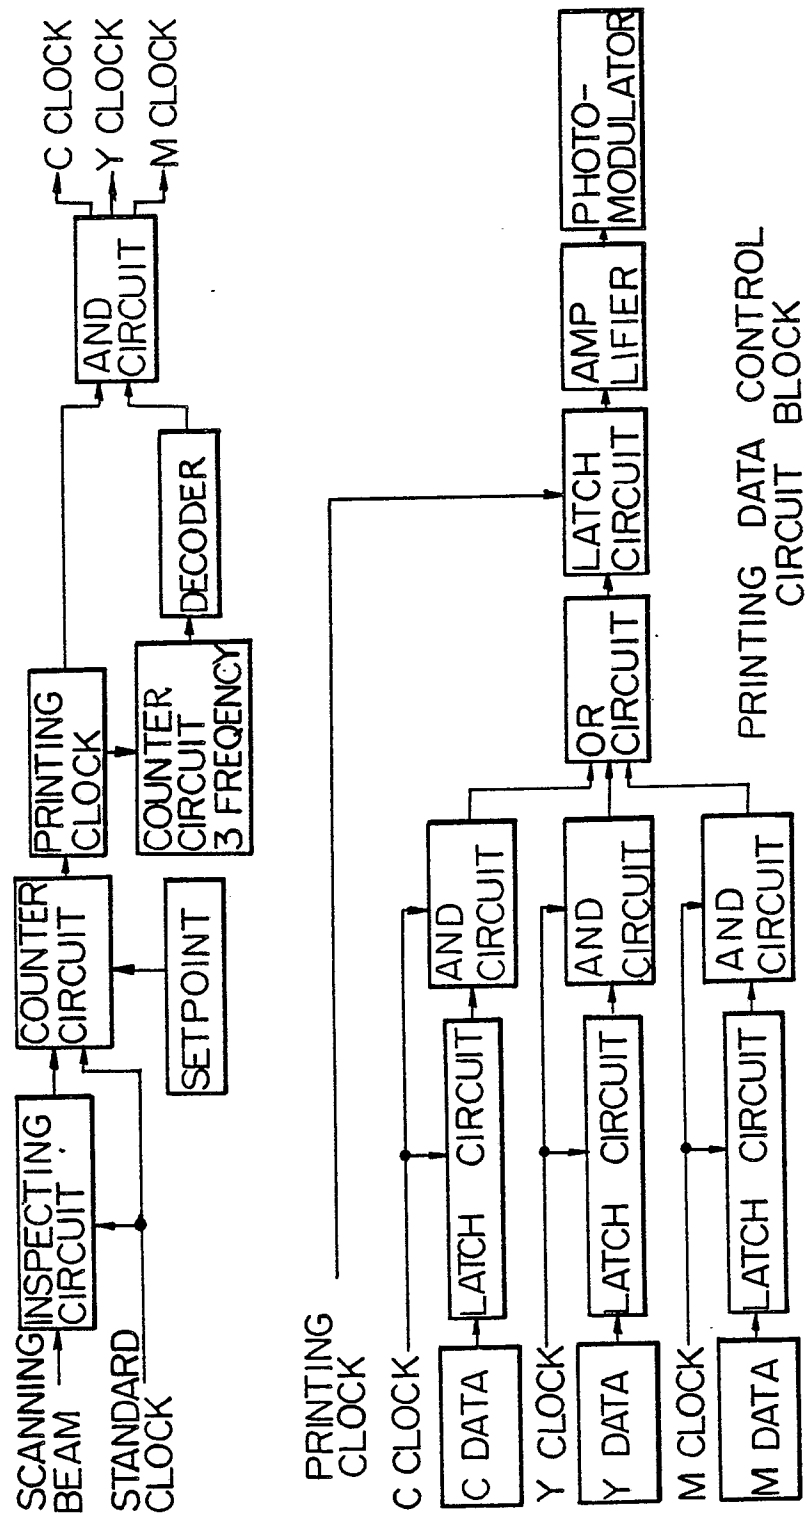 SCANNING
BEAM
STANDARD
CLOCK
INSPECTING
CIRCUIT
COUNTER
CIRCUIT
SETPOINT
PRINTING
CLOCK
COUNTER
CIRCUIT
3 FREQENCY
DECODER
AND
CIRCUIT
C CLOCK
Y CLOCK
M CLOCK
PRINTING
CLOCK
C CLOCK
C DATA
LATCH CIRCUIT
AND
CIRCUIT
Y CLOCK
Y DATA
LATCH CIRCUIT
AND
CIRCUIT
M CLOCK
M DATA
LATCH CIRCUIT
AND
CIRCUIT
OR
CIRCUIT
LATCH
CIRCUIT
AMP
LIFIER
PHOTO-
MODULATOR
PRINTING DATA CONTROL
CIRCUIT BLOCK